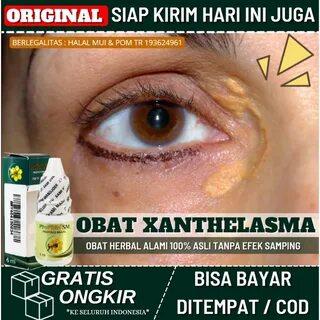 ORIGINAL SIAP KIRIM HARI INI JUGA
BERLEGALITAS : HALAL MUI & POM TR 193624961
OBAT XANTHELASMA
OBAT HERBAL ALAMI 100% ASLI TANPA EFEK SAMPING
GRATIS
ONGKIR
*KE SELURUH INDONESIA*
BISA BAYAR
DITEMPAT / COD